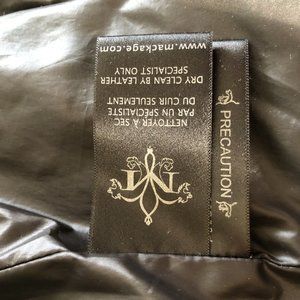 NETTOYER A SEC
PAR UN SPÉCIALISTE
DU CUIR SEULEMENT
DRY CLEAN BY LEATHER
SPECIALIST ONLY
www.mackage.com
PRECAUTION